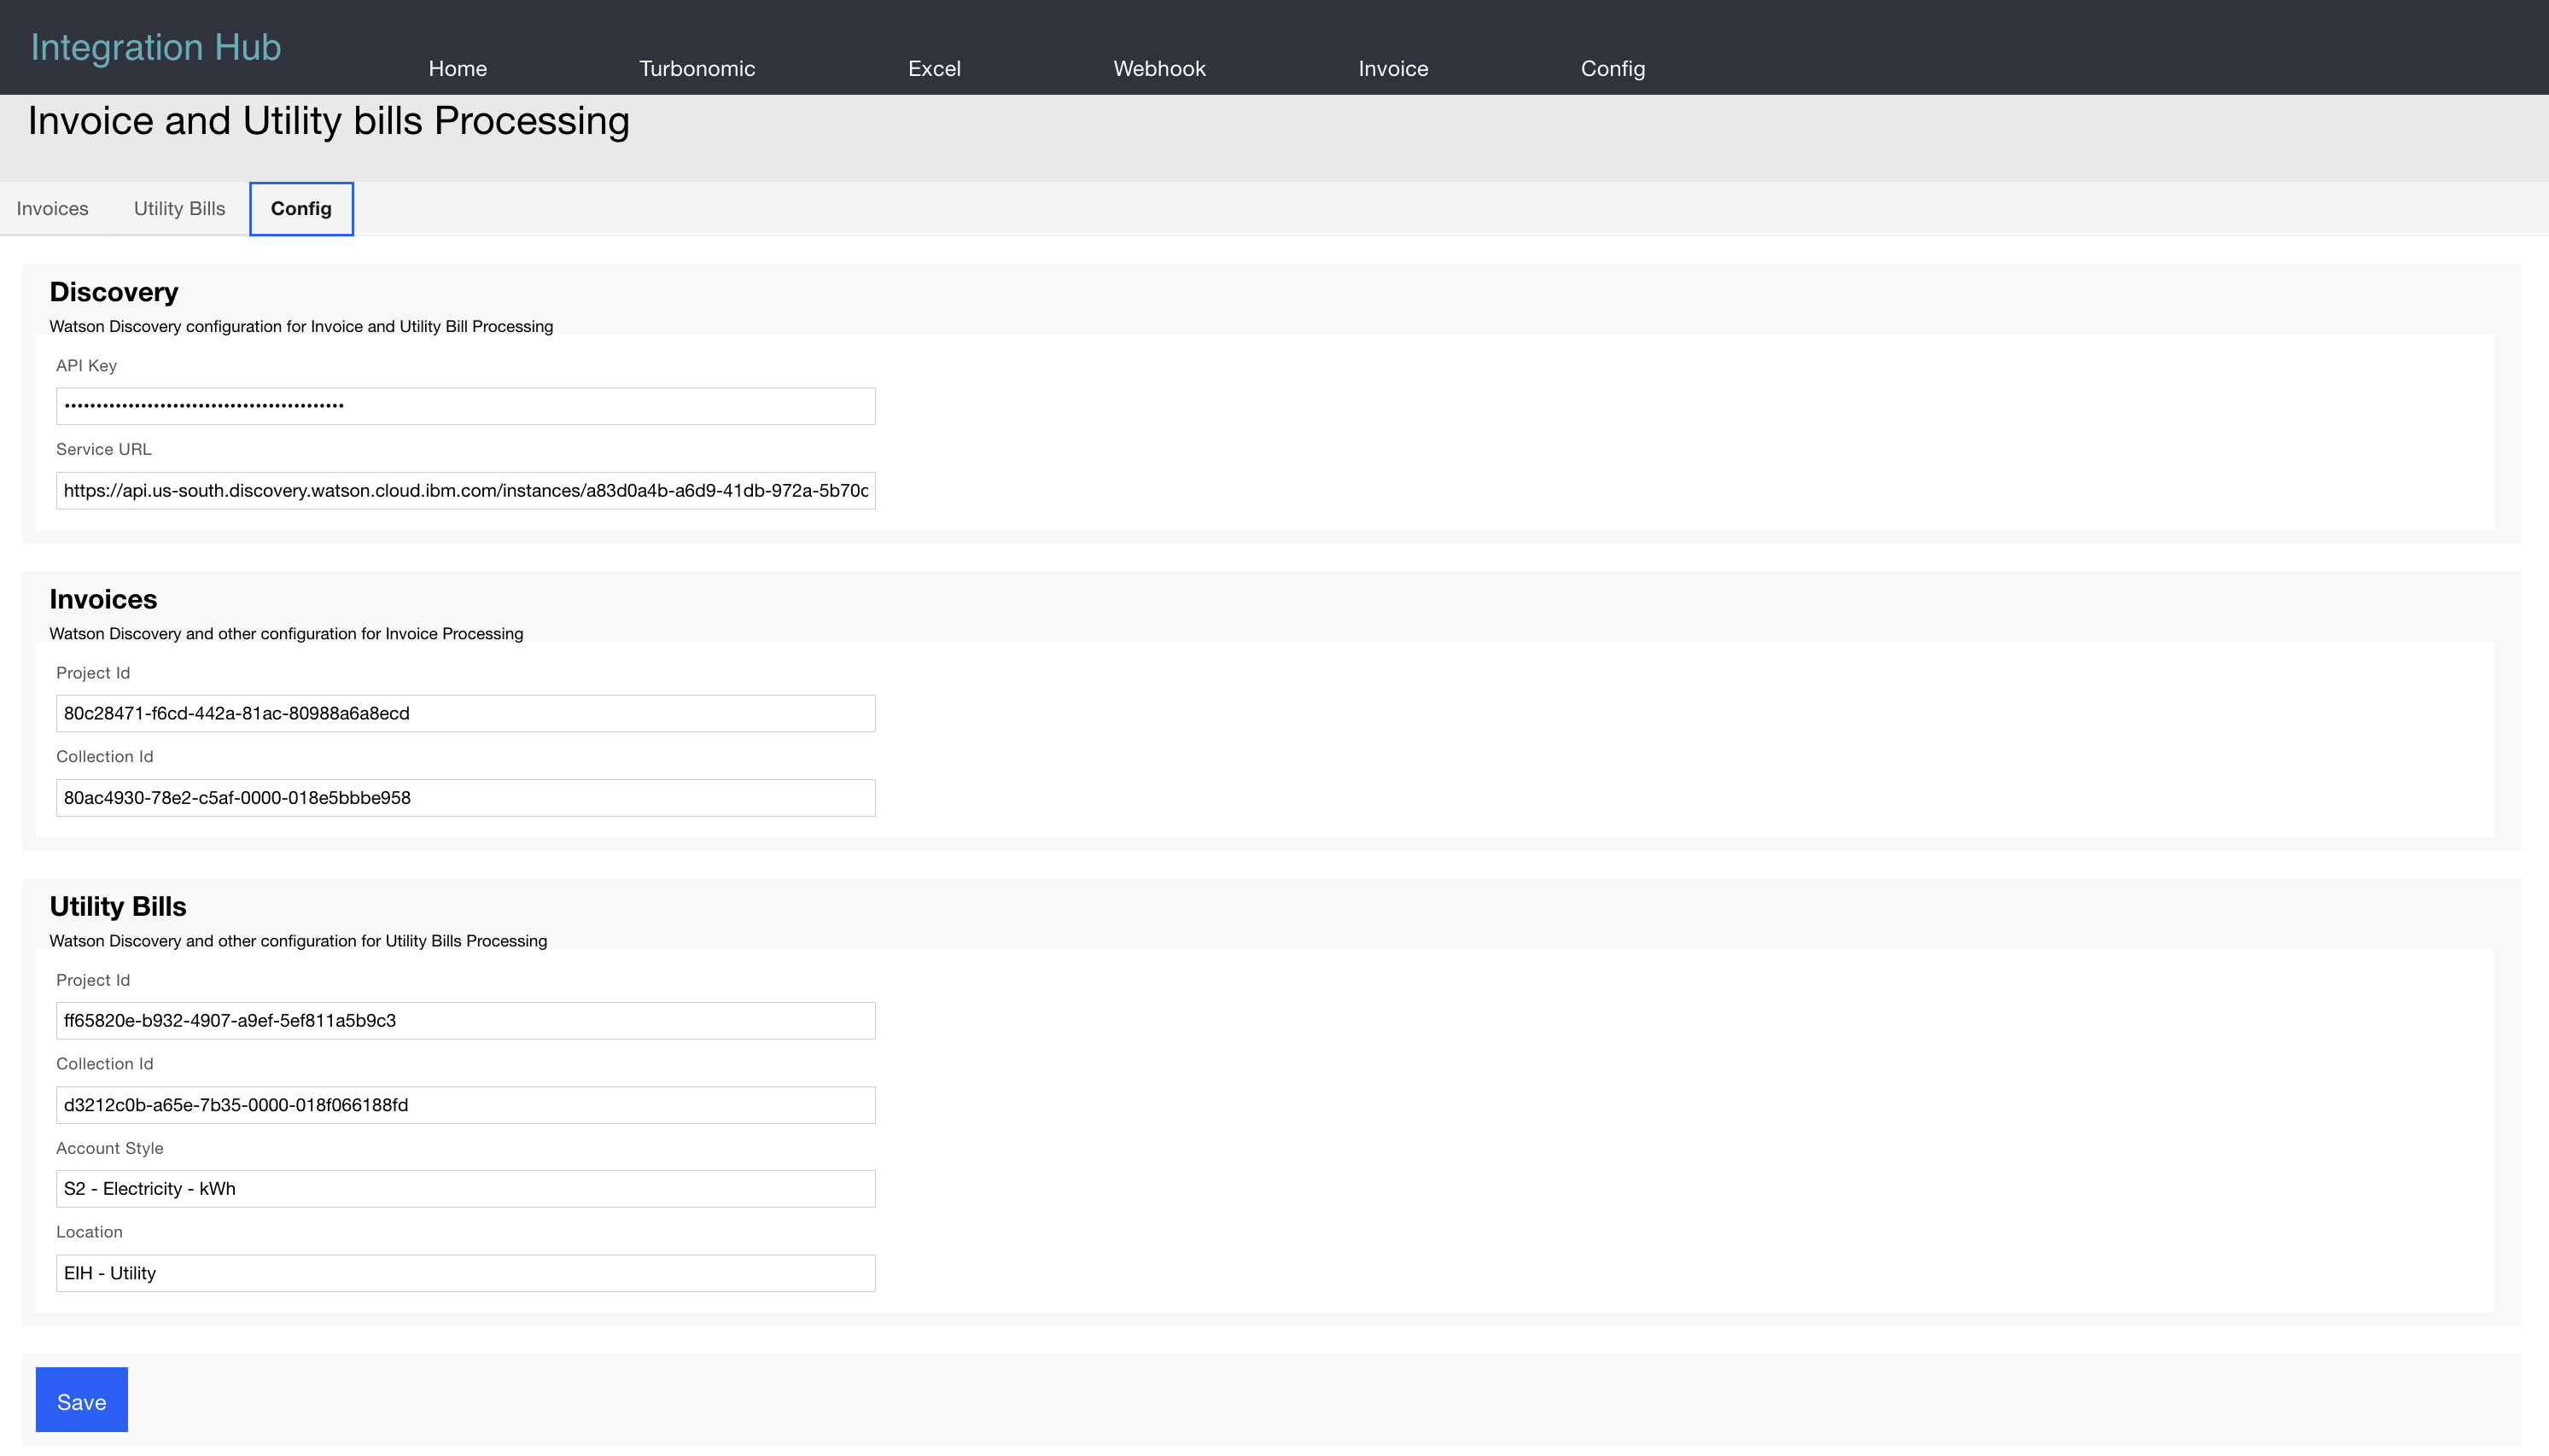 Integration Hub
Home Turbonomic Excel Webhook Invoice Config
Invoice and Utility bills Processing
Invoices Utility Bills Config
Discovery
Watson Discovery configuration for Invoice and Utility Bill Processing
API Key
••••••••••••••••••••••••••••••••••••••••••••
Service URL
https://api.us-south.discovery.watson.cloud.ibm.com/instances/a83d0a4b-a6d9-41db-972a-5b70c
Invoices
Watson Discovery and other configuration for Invoice Processing
Project Id
80c28471-f6cd-442a-81ac-80988a6a8ecd
Collection Id
80ac4930-78e2-c5af-0000-018e5bbbe958
Utility Bills
Watson Discovery and other configuration for Utility Bills Processing
Project Id
ff65820e-b932-4907-a9ef-5ef811a5b9c3
Collection Id
d3212c0b-a65e-7b35-0000-018f066188fd
Account Style
S2 - Electricity - kWh
Location
EIH - Utility
Save